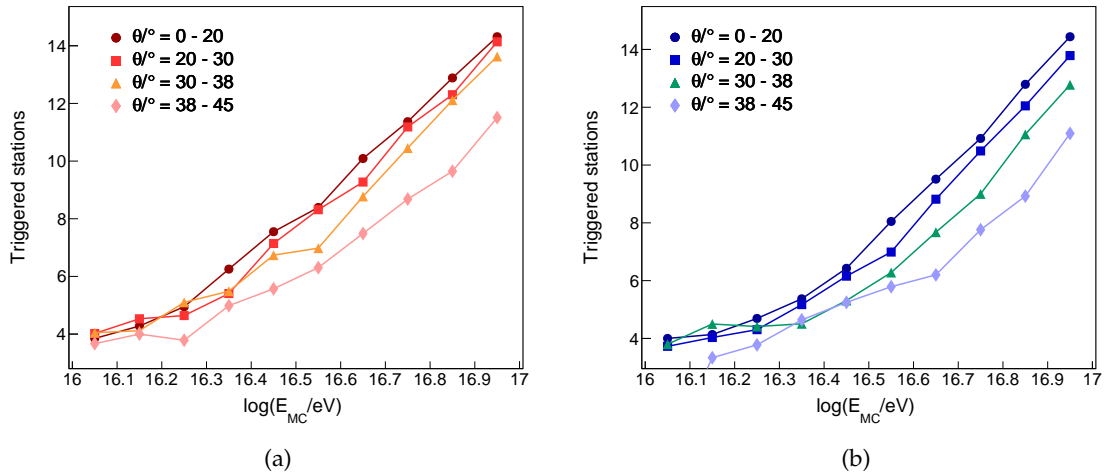 θ/° = 0 - 20
θ/° = 20 - 30
θ/° = 30 - 38
θ/° = 38 - 45
Triggered stations
14
12
10
8
6
4
16 16.1 16.2 16.3 16.4 16.5 16.6 16.7 16.8 16.9 17
log(E_MC/eV)
(a)
θ/° = 0 - 20
θ/° = 20 - 30
θ/° = 30 - 38
θ/° = 38 - 45
Triggered stations
14
12
10
8
6
4
16 16.1 16.2 16.3 16.4 16.5 16.6 16.7 16.8 16.9 17
log(E_MC/eV)
(b)